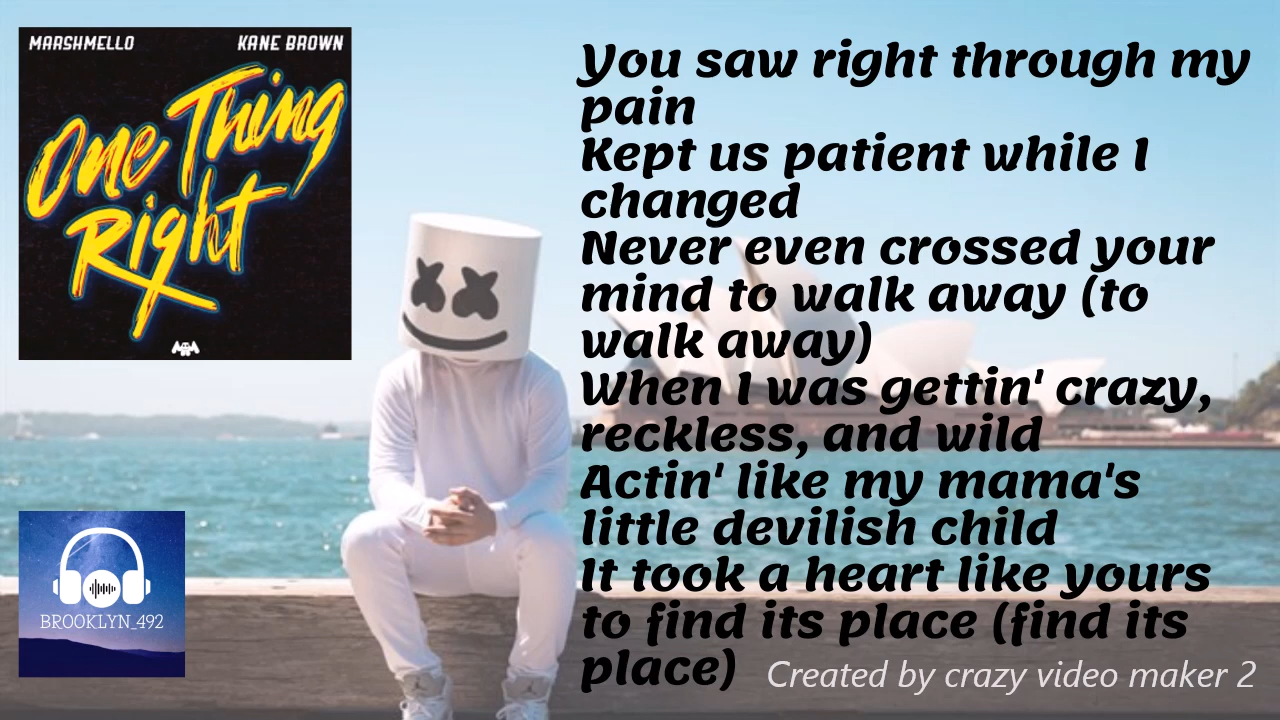 MARSHMELLO KANE BROWN
One Thing
Right
BROOKLYN_492
You saw right through my
pain
Kept us patient while I
changed
Never even crossed your
mind to walk away (to
walk away)
When I was gettin' crazy,
reckless, and wild
Actin' like my mama's
little devilish child
It took a heart like yours
to find its place (find its
place)
Created by crazy video maker 2